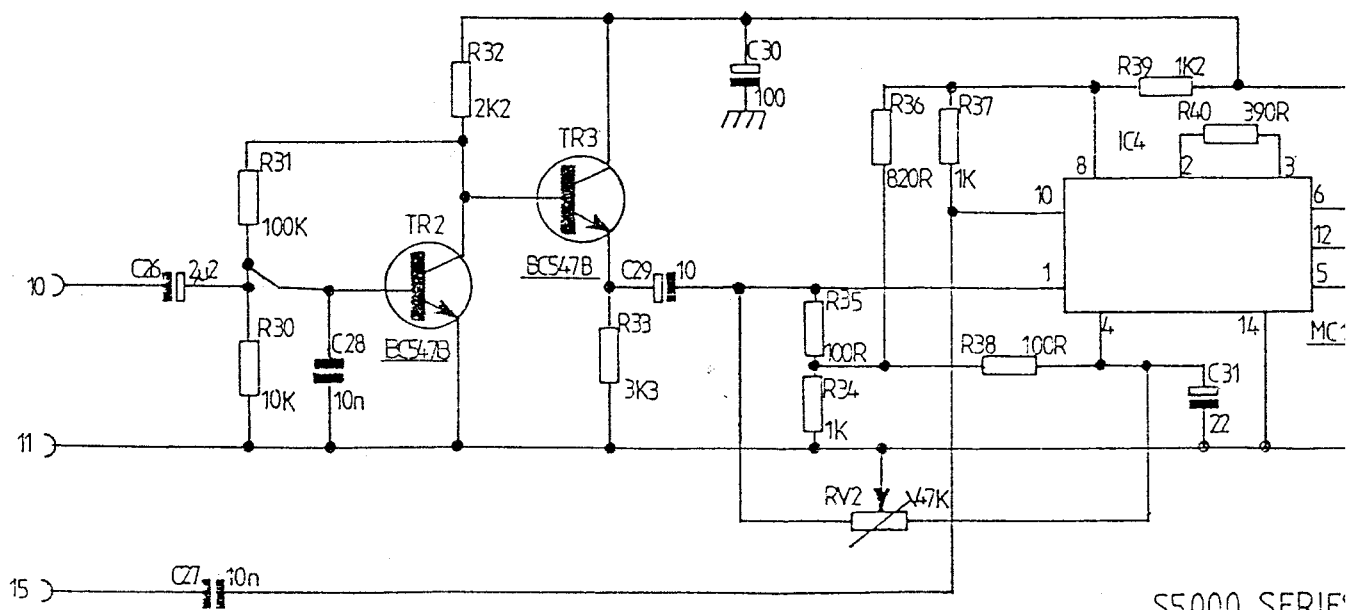 R32
2K2
C30
100
R39 1K2
R36
R37
R40 390R
TR3
IC4
R31
820R
1K
8
2
3
100K
10
6
TR2
12
BC547B
C26 2µ2
C29 10
10
1
5
R35
R30
R33
C28
4
14
BC547B
100R
R38 100R
MC1
R34
C31
10K
10n
3K3
1K
22
11
RV2 47K
C27 10n
15
S5000 SERIES